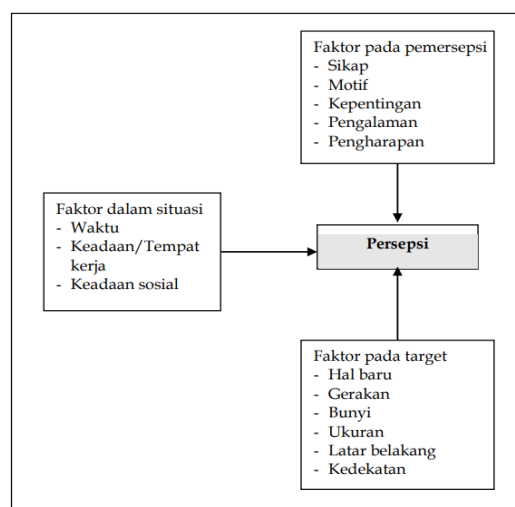 Faktor pada pemersepsi
- Sikap
- Motif
- Kepentingan
- Pengalaman
- Pengharapan
Faktor dalam situasi
- Waktu
- Keadaan/Tempat
kerja
- Keadaan sosial
Persepsi
Faktor pada target
- Hal baru
- Gerakan
- Bunyi
- Ukuran
- Latar belakang
- Kedekatan